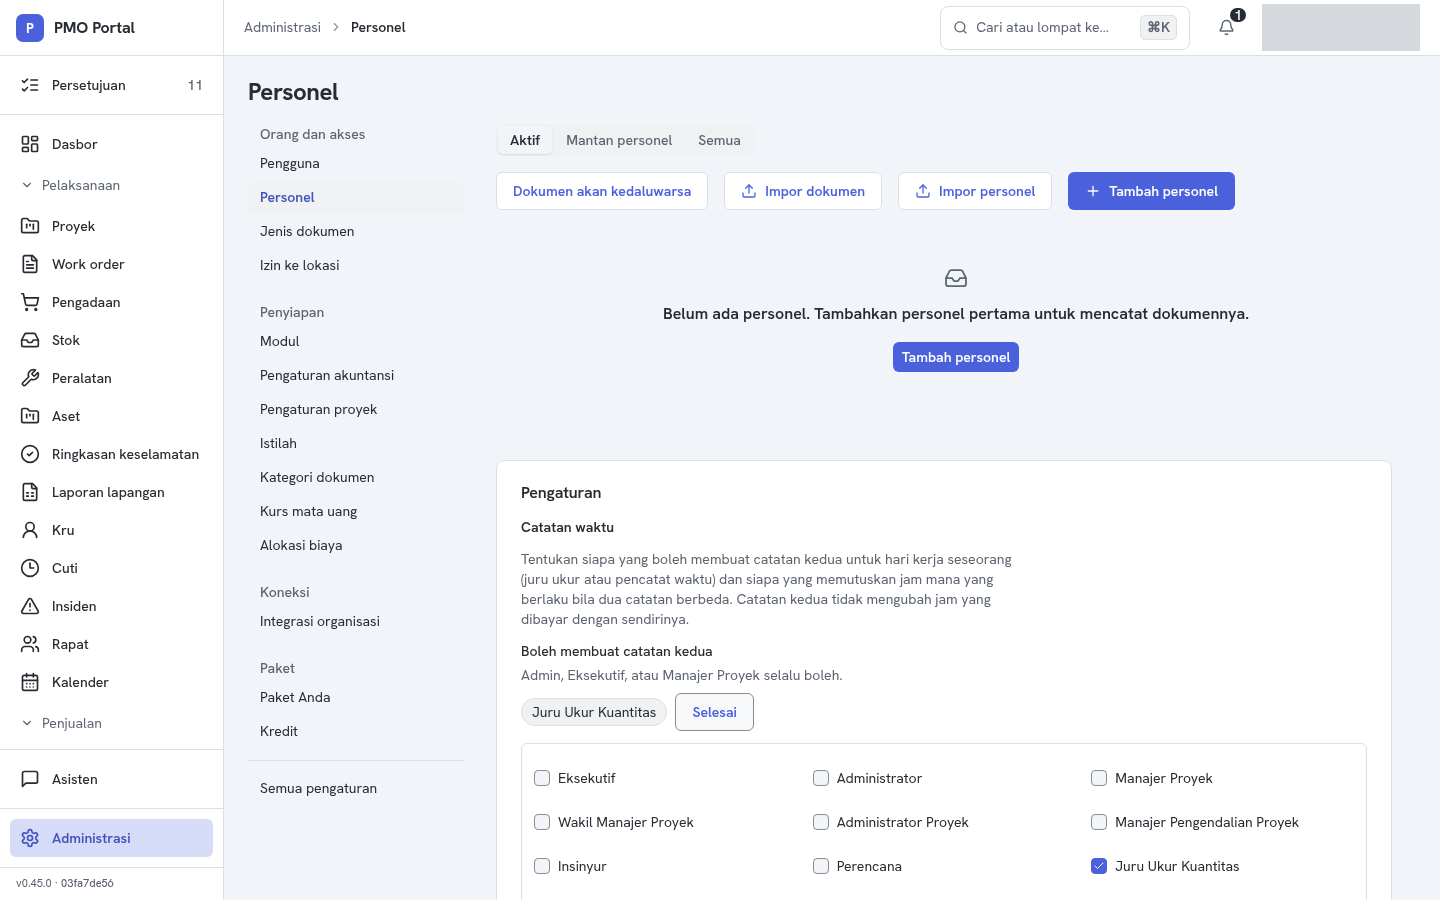 P PMO Portal
Administrasi > Personel
Cari atau lompat ke...
⌘K
1
Persetujuan 11
Dasbor
Pelaksanaan
Proyek
Work order
Pengadaan
Stok
Peralatan
Aset
Ringkasan keselamatan
Laporan lapangan
Kru
Cuti
Insiden
Rapat
Kalender
Penjualan
Asisten
Administrasi
v0.45.0 · 03fa7de56
Personel
Orang dan akses
Pengguna
Personel
Jenis dokumen
Izin ke lokasi
Penyiapan
Modul
Pengaturan akuntansi
Pengaturan proyek
Istilah
Kategori dokumen
Kurs mata uang
Alokasi biaya
Koneksi
Integrasi organisasi
Paket
Paket Anda
Kredit
Semua pengaturan
Aktif Mantan personel Semua
Dokumen akan kedaluwarsa Impor dokumen Impor personel + Tambah personel
Belum ada personel. Tambahkan personel pertama untuk mencatat dokumennya.
Tambah personel
Pengaturan
Catatan waktu
Tentukan siapa yang boleh membuat catatan kedua untuk hari kerja seseorang
(juru ukur atau pencatat waktu) dan siapa yang memutuskan jam mana yang
berlaku bila dua catatan berbeda. Catatan kedua tidak mengubah jam yang
dibayar dengan sendirinya.
Boleh membuat catatan kedua
Admin, Eksekutif, atau Manajer Proyek selalu boleh.
Juru Ukur Kuantitas Selesai
Eksekutif Administrator Manajer Proyek
Wakil Manajer Proyek Administrator Proyek Manajer Pengendalian Proyek
Insinyur Perencana Juru Ukur Kuantitas